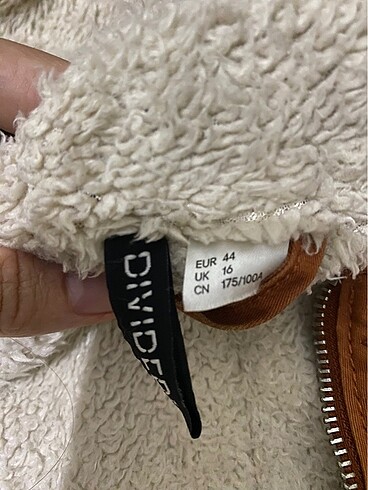 DIVIDED
EUR 44
UK 16
CN 175/100A